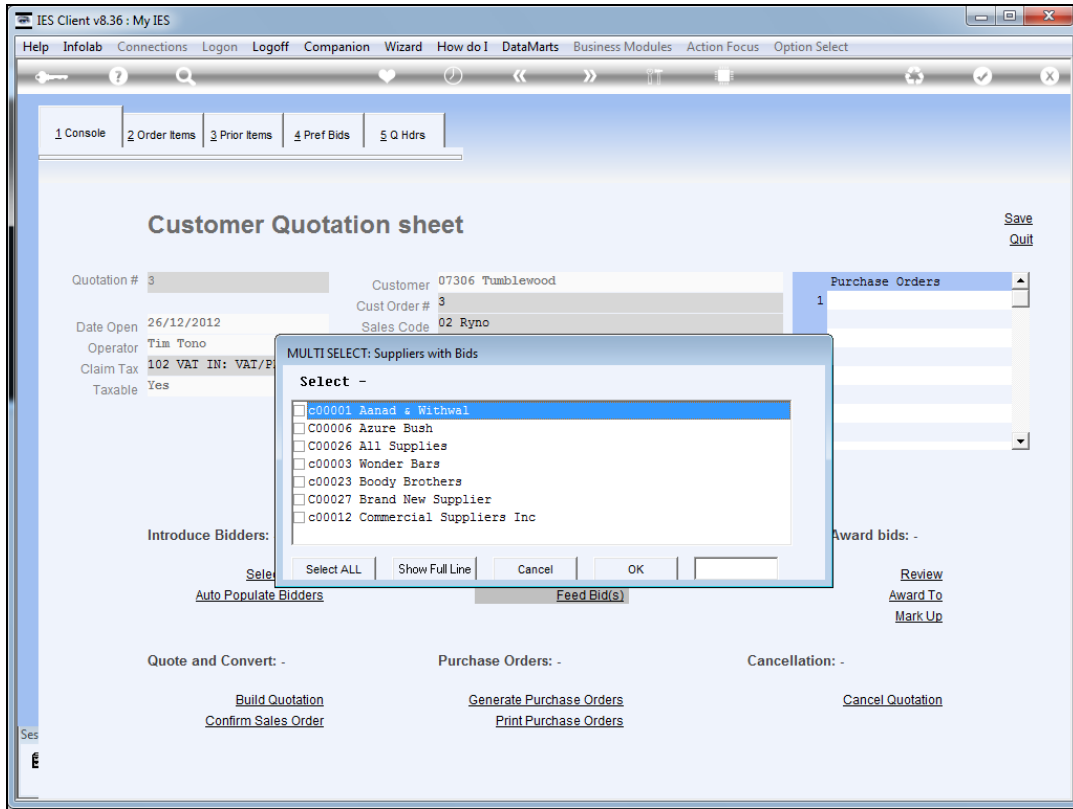 IES Client v8.36 : My IES
Help Infolab Connections Logon Logoff Companion Wizard How do I DataMarts Business Modules Action Focus Option Select
1 Console 2 Order Items 3 Prior Items 4 Pref Bids 5 Q Hdrs
Customer Quotation sheet
Save
Quit
Quotation # 3
Customer 07306 Tumblewood
Purchase Orders
1
Cust Order # 3
Date Open 26/12/2012
Sales Code 02 Ryno
Operator Tim Tono
Claim Tax 102 VAT IN:
Taxable Yes
MULTI SELECT: Suppliers with Bids
Select -
c00001 Aanad & Withwal
C00006 Azure Bush
C00026 All Supplies
c00003 Wonder Bars
c00023 Boody Brothers
C00027 Brand New Supplier
c00012 Commercial Suppliers Inc
Select ALL Show Full Line Cancel OK
Introduce Bidders:
Award bids: -
Review
Auto Populate Bidders
Feed Bid(s)
Award To
Mark Up
Quote and Convert: -
Purchase Orders: -
Cancellation: -
Build Quotation
Generate Purchase Orders
Cancel Quotation
Confirm Sales Order
Print Purchase Orders